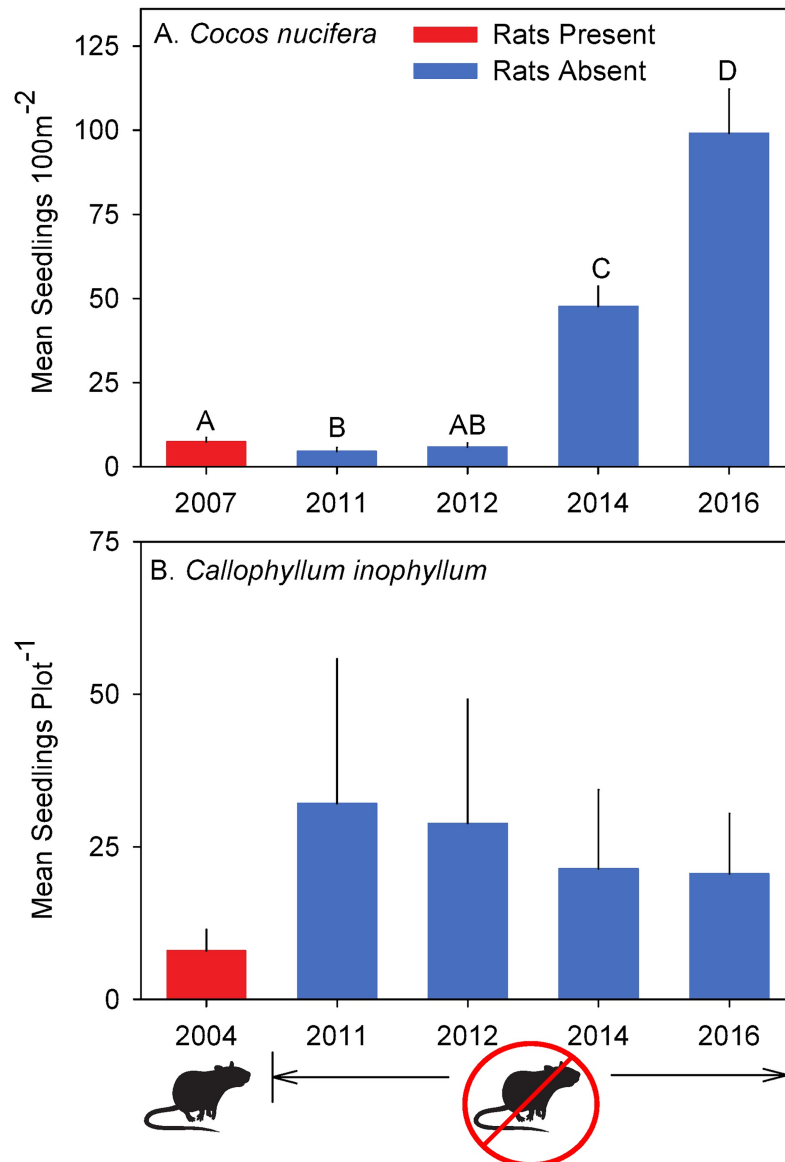 A. Cocos nucifera
Rats Present
Rats Absent
Mean Seedlings 100m⁻²
125
100
75
50
25
0
A
B
AB
C
D
2007 2011 2012 2014 2016
B. Callophyllum inophyllum
Mean Seedlings Plot⁻¹
75
50
25
0
2004 2011 2012 2014 2016